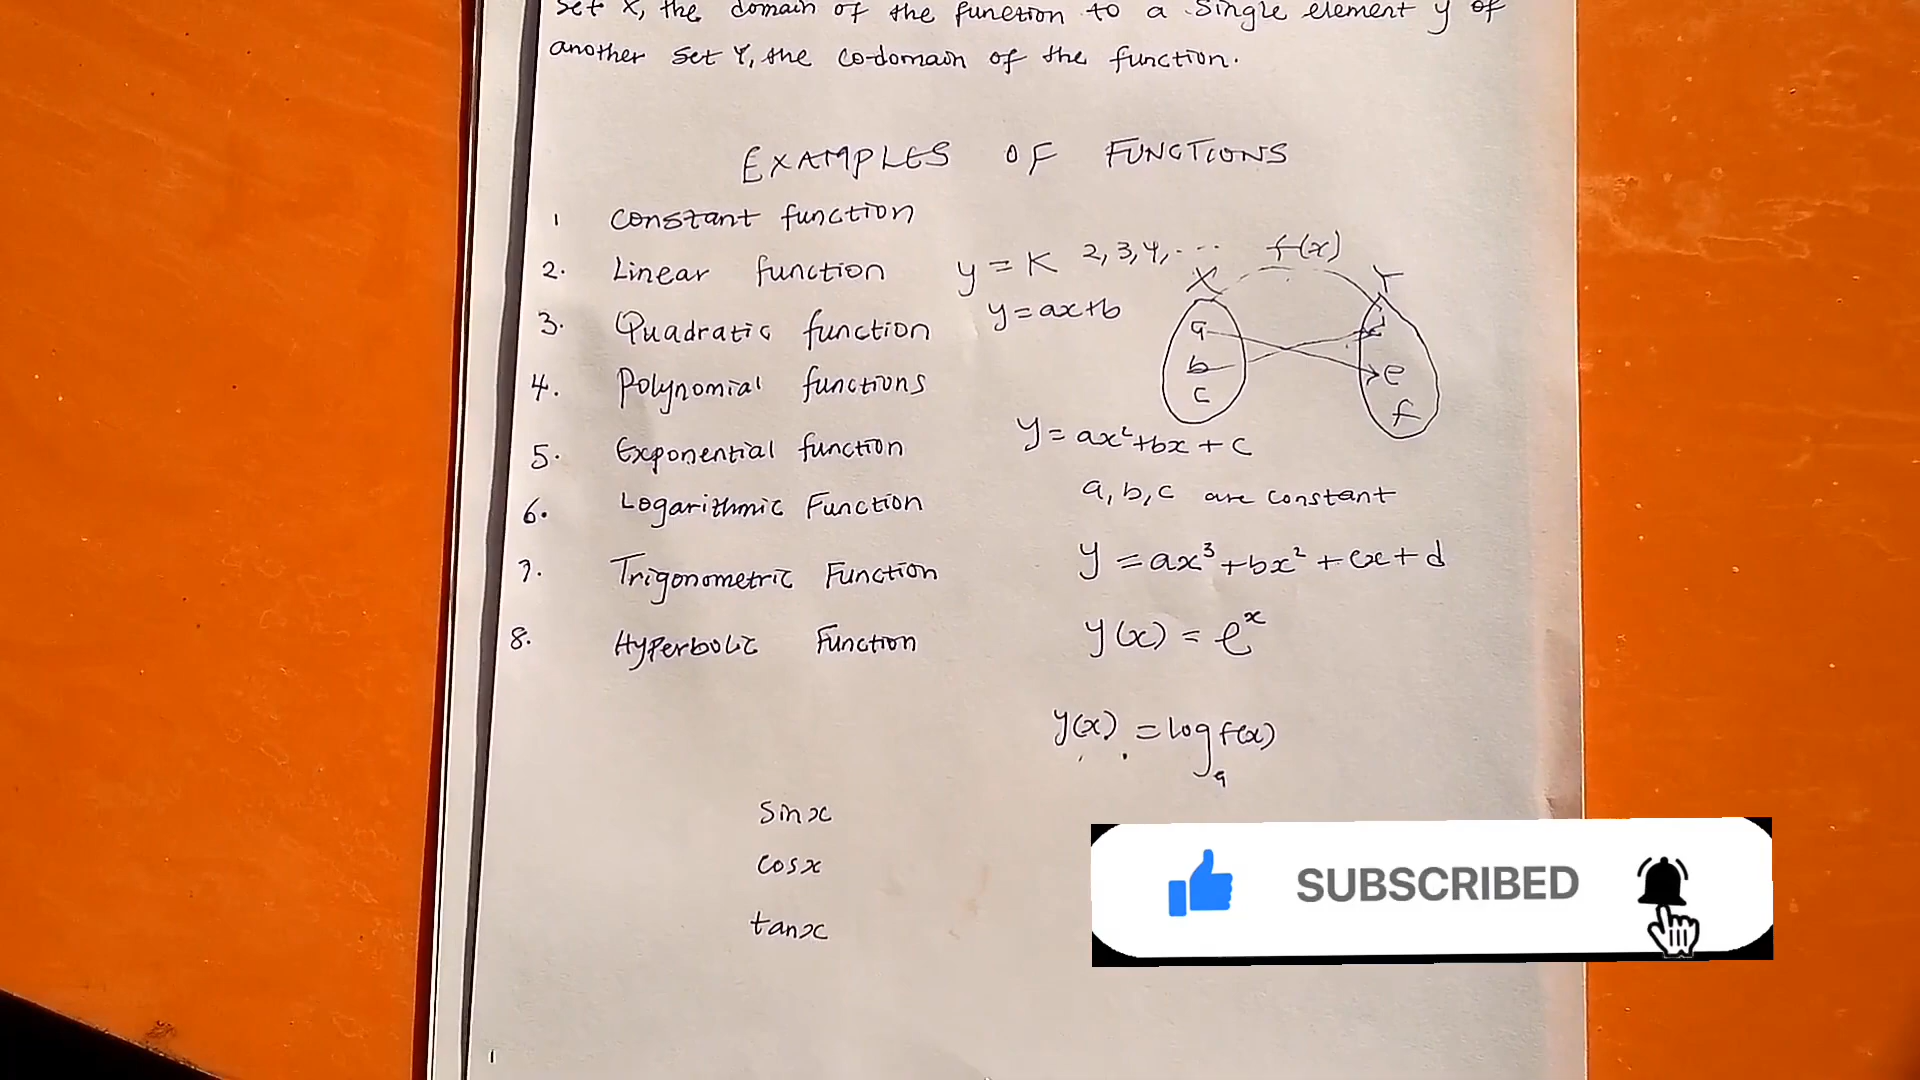 Set X, the domain of the function to a single element y of
another set Y, the co-domain of the function.
EXAMPLES OF FUNCTIONS
1 Constant function
2. Linear function
3. Quadratic function
4. Polynomial functions
5. Exponential function
6. Logarithmic Function
7. Trigonometric Function
8. Hyperbolic Function
y = K 2, 3, 4, ...
y = ax+b
f(x)
X Y
a
b e
c f
y = ax²+bx + c
a, b, c are constant
y = ax³ + bx² + cx + d
y(x) = e^x
y(x) = log_a f(x)
Sin x
cos x
tan x
SUBSCRIBED